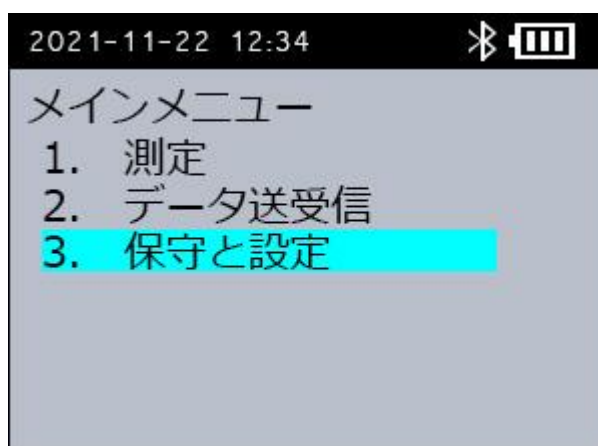 2021-11-22 12:34
メインメニュー
1. 測定
2. データ送受信
3. 保守と設定